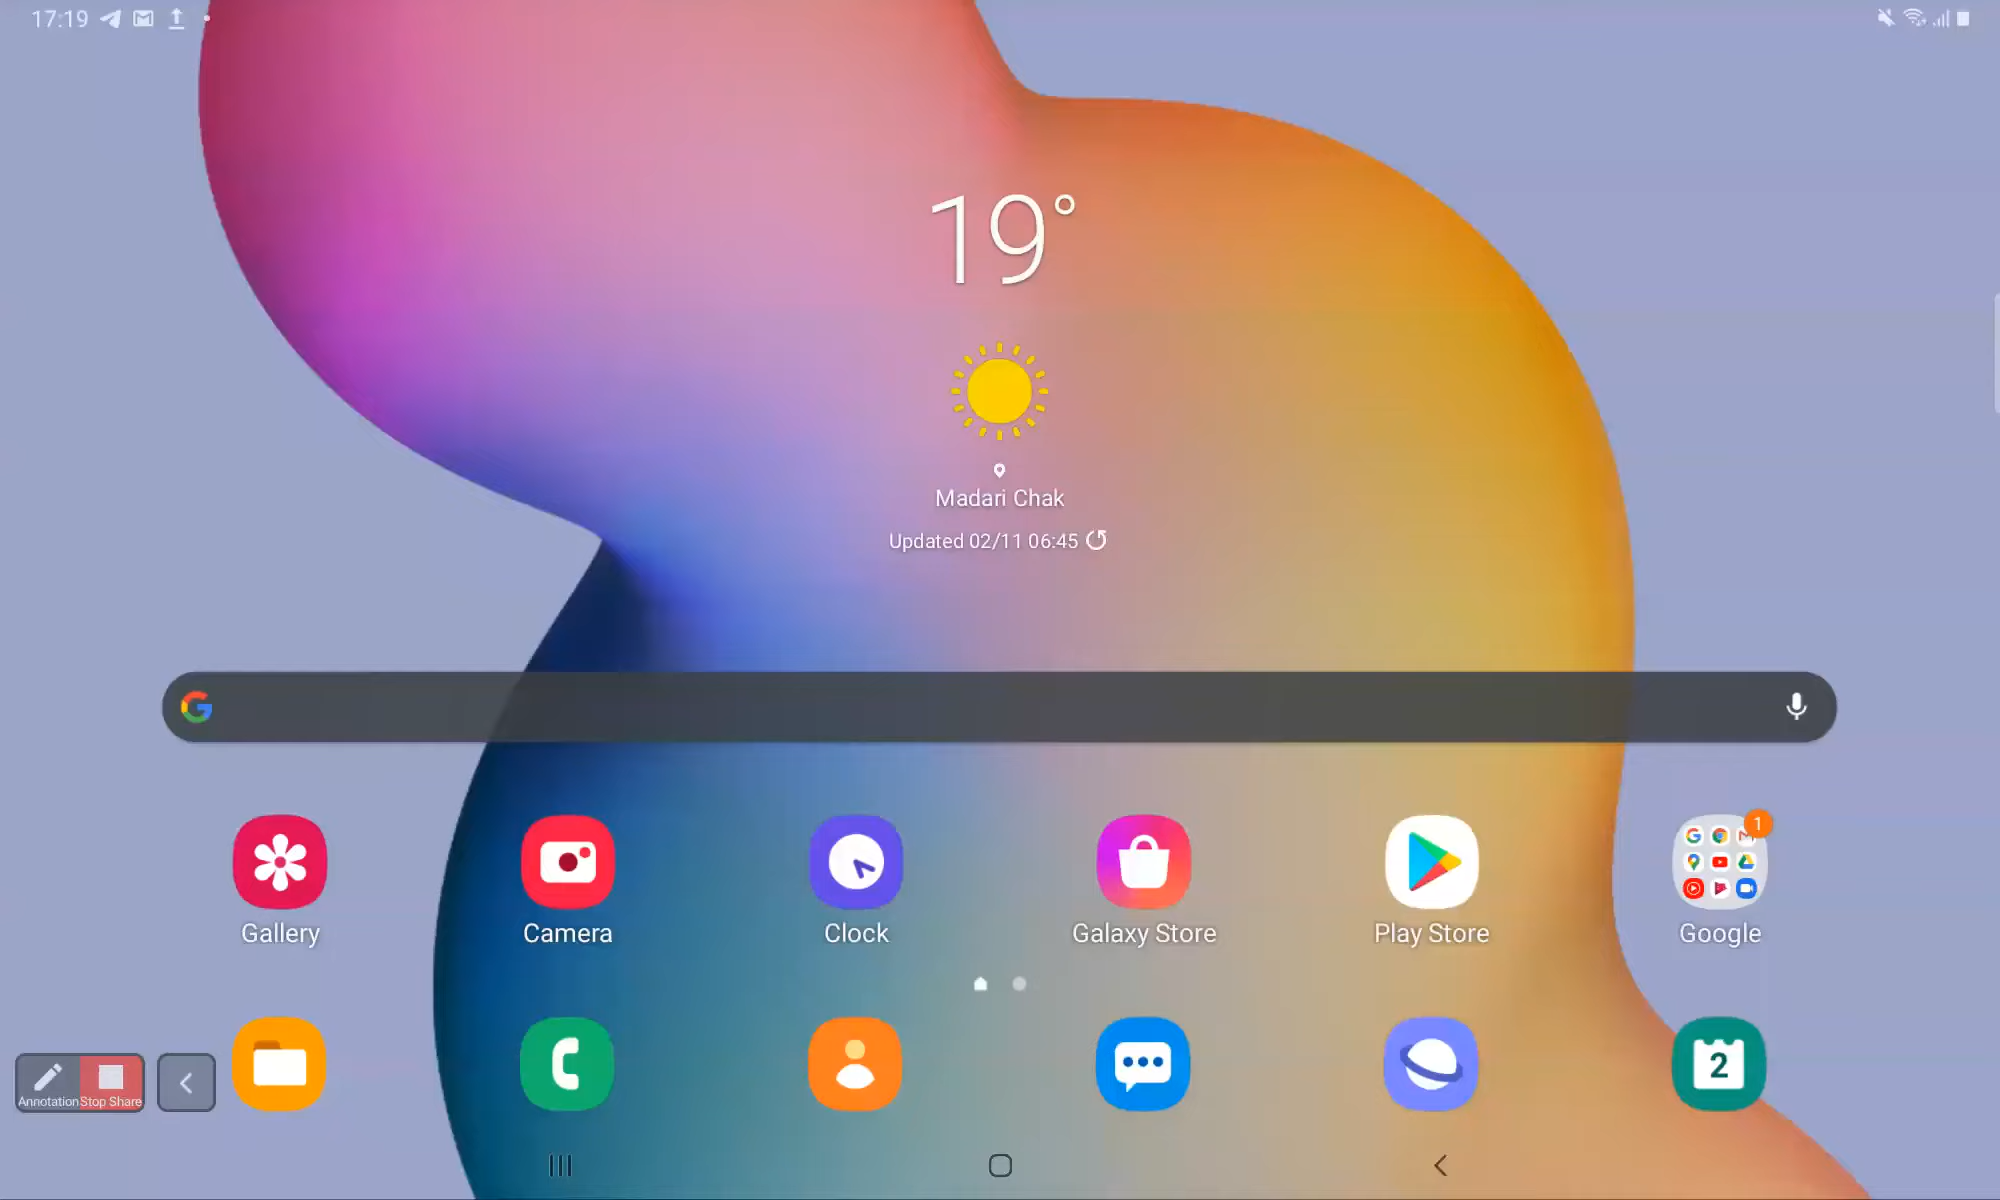 17:19
19°
Madari Chak
Updated 02/11 06:45
Gallery
Camera
Clock
Galaxy Store
Play Store
1
Google
Annotation
Stop Share
2